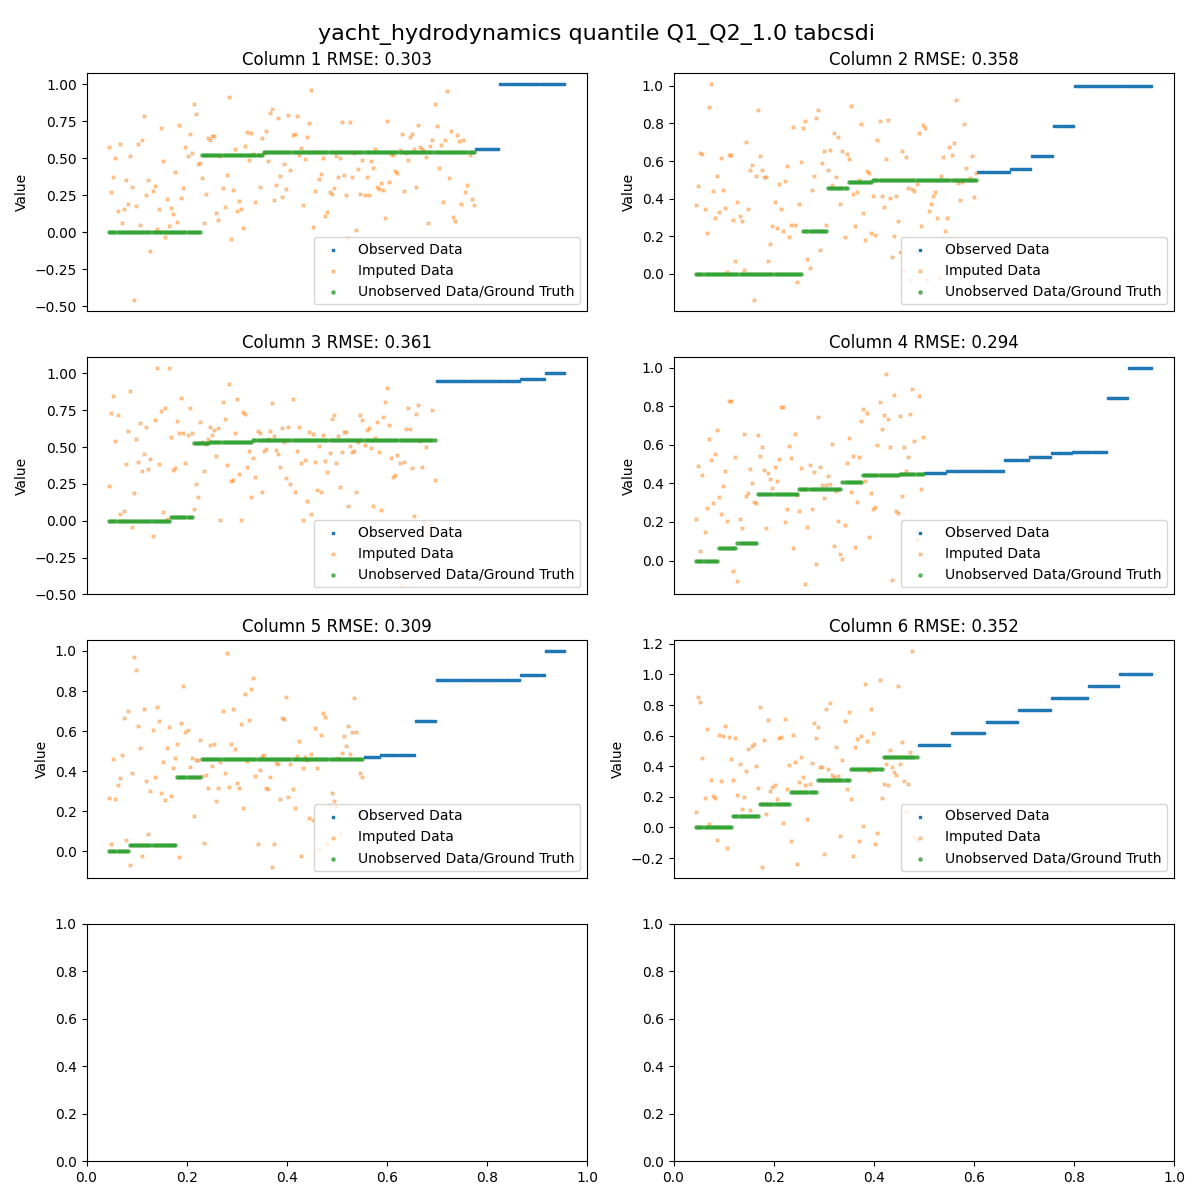 yacht_hydrodynamics quantile Q1_Q2_1.0 tabcsdi
Column 1 RMSE: 0.303
1.00
0.75
0.50
0.25
0.00
−0.25
−0.50
Value
Observed Data
Imputed Data
Unobserved Data/Ground Truth
Column 2 RMSE: 0.358
1.0
0.8
0.6
0.4
0.2
0.0
Value
Observed Data
Imputed Data
Unobserved Data/Ground Truth
Column 3 RMSE: 0.361
1.00
0.75
0.50
0.25
0.00
−0.25
−0.50
Value
Observed Data
Imputed Data
Unobserved Data/Ground Truth
Column 4 RMSE: 0.294
1.0
0.8
0.6
0.4
0.2
0.0
Value
Observed Data
Imputed Data
Unobserved Data/Ground Truth
Column 5 RMSE: 0.309
1.0
0.8
0.6
0.4
0.2
0.0
Value
Observed Data
Imputed Data
Unobserved Data/Ground Truth
Column 6 RMSE: 0.352
1.2
1.0
0.8
0.6
0.4
0.2
0.0
−0.2
Value
Observed Data
Imputed Data
Unobserved Data/Ground Truth
1.0
0.8
0.6
0.4
0.2
0.0
0.0 0.2 0.4 0.6 0.8 1.0
1.0
0.8
0.6
0.4
0.2
0.0
0.0 0.2 0.4 0.6 0.8 1.0